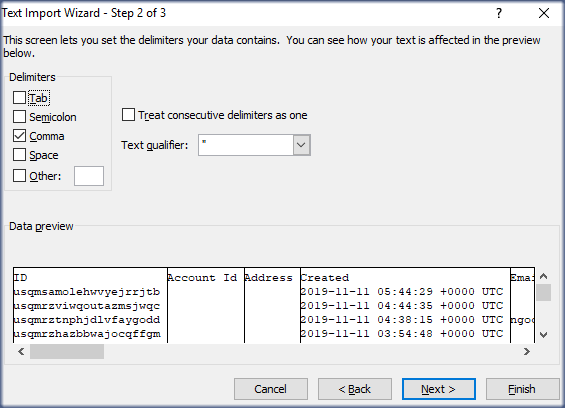 Text Import Wizard - Step 2 of 3
This screen lets you set the delimiters your data contains. You can see how your text is affected in the preview
below.
Delimiters
Tab
Semicolon
Comma
Space
Other:
Treat consecutive delimiters as one
Text qualifier: "
Data preview
ID Account Id Address Created Emai
usqmsamolehwvyejrrjtb 2019-11-11 05:44:29 +0000 UTC
usqmrzviwqoutazmsjwqc 2019-11-11 04:44:35 +0000 UTC
usqmrztnphjdlvfaygodd 2019-11-11 04:38:15 +0000 UTC ngoc
usqmrzhazbbwajocqffgm 2019-11-11 03:54:48 +0000 UTC
Cancel
< Back
Next >
Finish